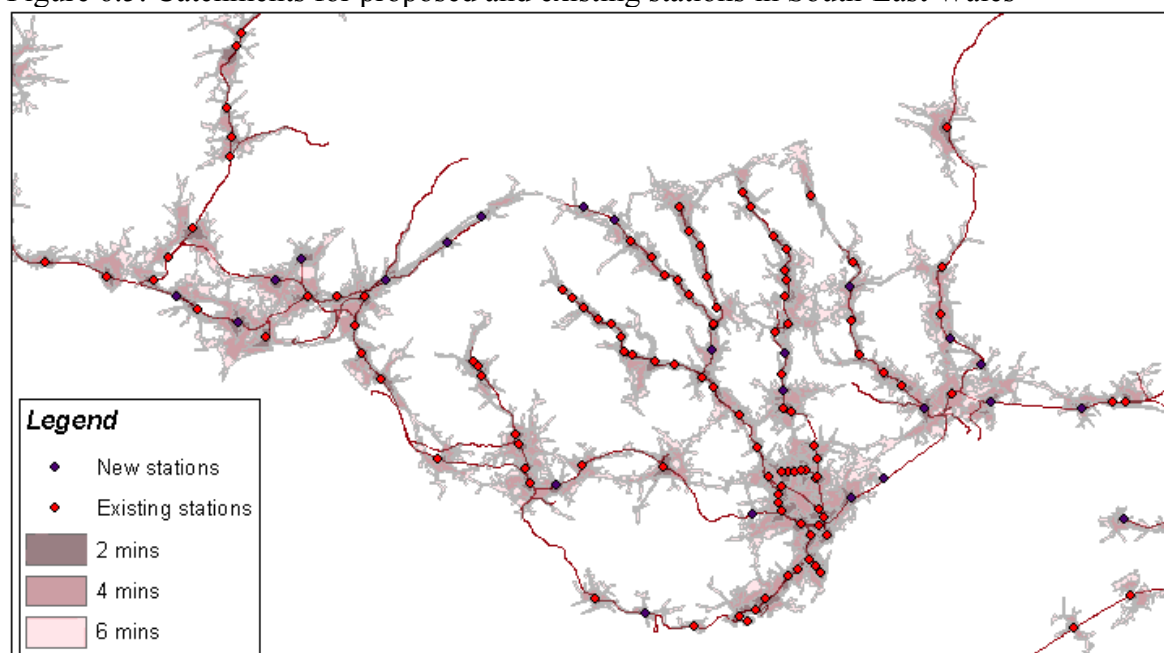 Figure 6.5: Catchments for proposed and existing stations in South-East Wales
Legend
New stations
Existing stations
2 mins
4 mins
6 mins